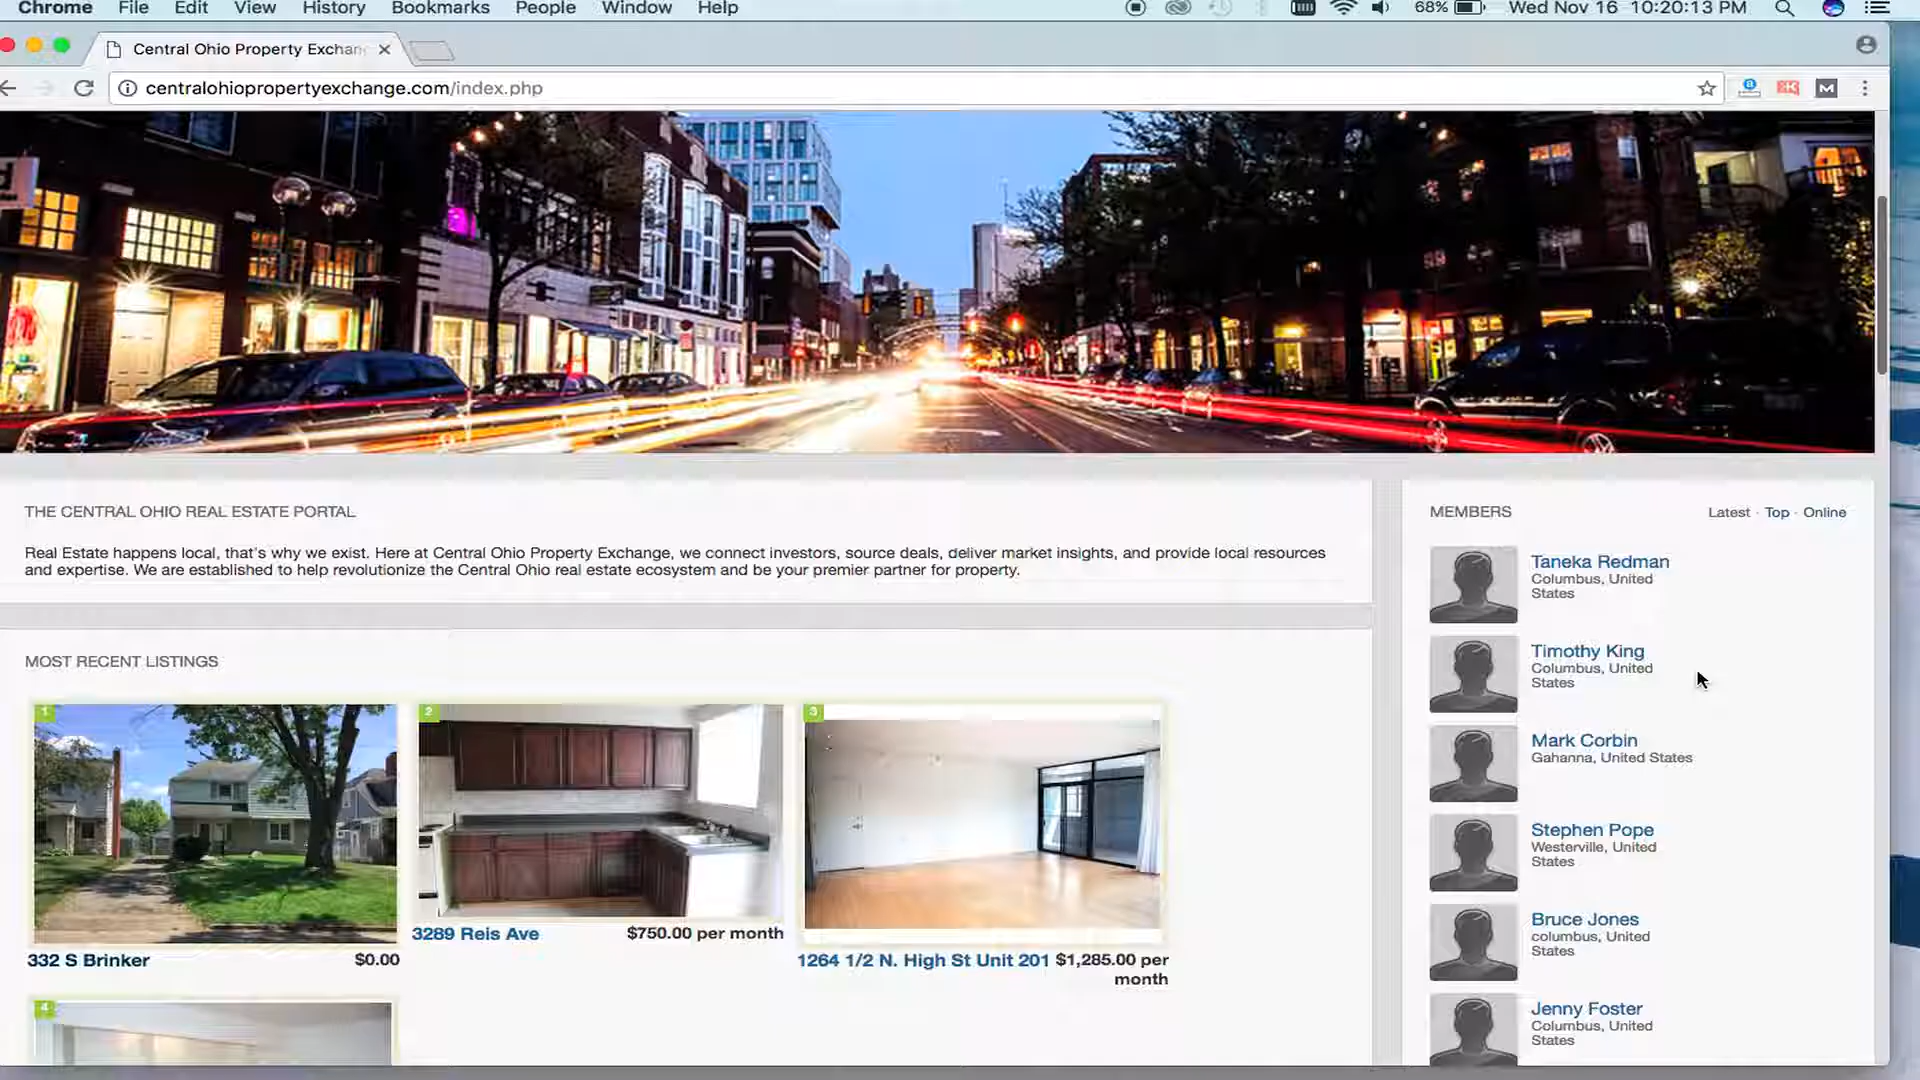 Chrome File Edit View History Bookmarks People Window Help 68% Wed Nov 16 10:20:13 PM
Central Ohio Property Exchan
centralohiopropertyexchange.com/index.php
THE CENTRAL OHIO REAL ESTATE PORTAL
Real Estate happens local, that's why we exist. Here at Central Ohio Property Exchange, we connect investors, source deals, deliver market insights, and provide local resources
and expertise. We are established to help revolutionize the Central Ohio real estate ecosystem and be your premier partner for property.
MOST RECENT LISTINGS
1
2
3
332 S Brinker $0.00
3289 Reis Ave $750.00 per month
1264 1/2 N. High St Unit 201 $1,285.00 per
month
4
MEMBERS Latest · Top · Online
Taneka Redman
Columbus, United
States
Timothy King
Columbus, United
States
Mark Corbin
Gahanna, United States
Stephen Pope
Westerville, United
States
Bruce Jones
columbus, United
States
Jenny Foster
Columbus, United
States